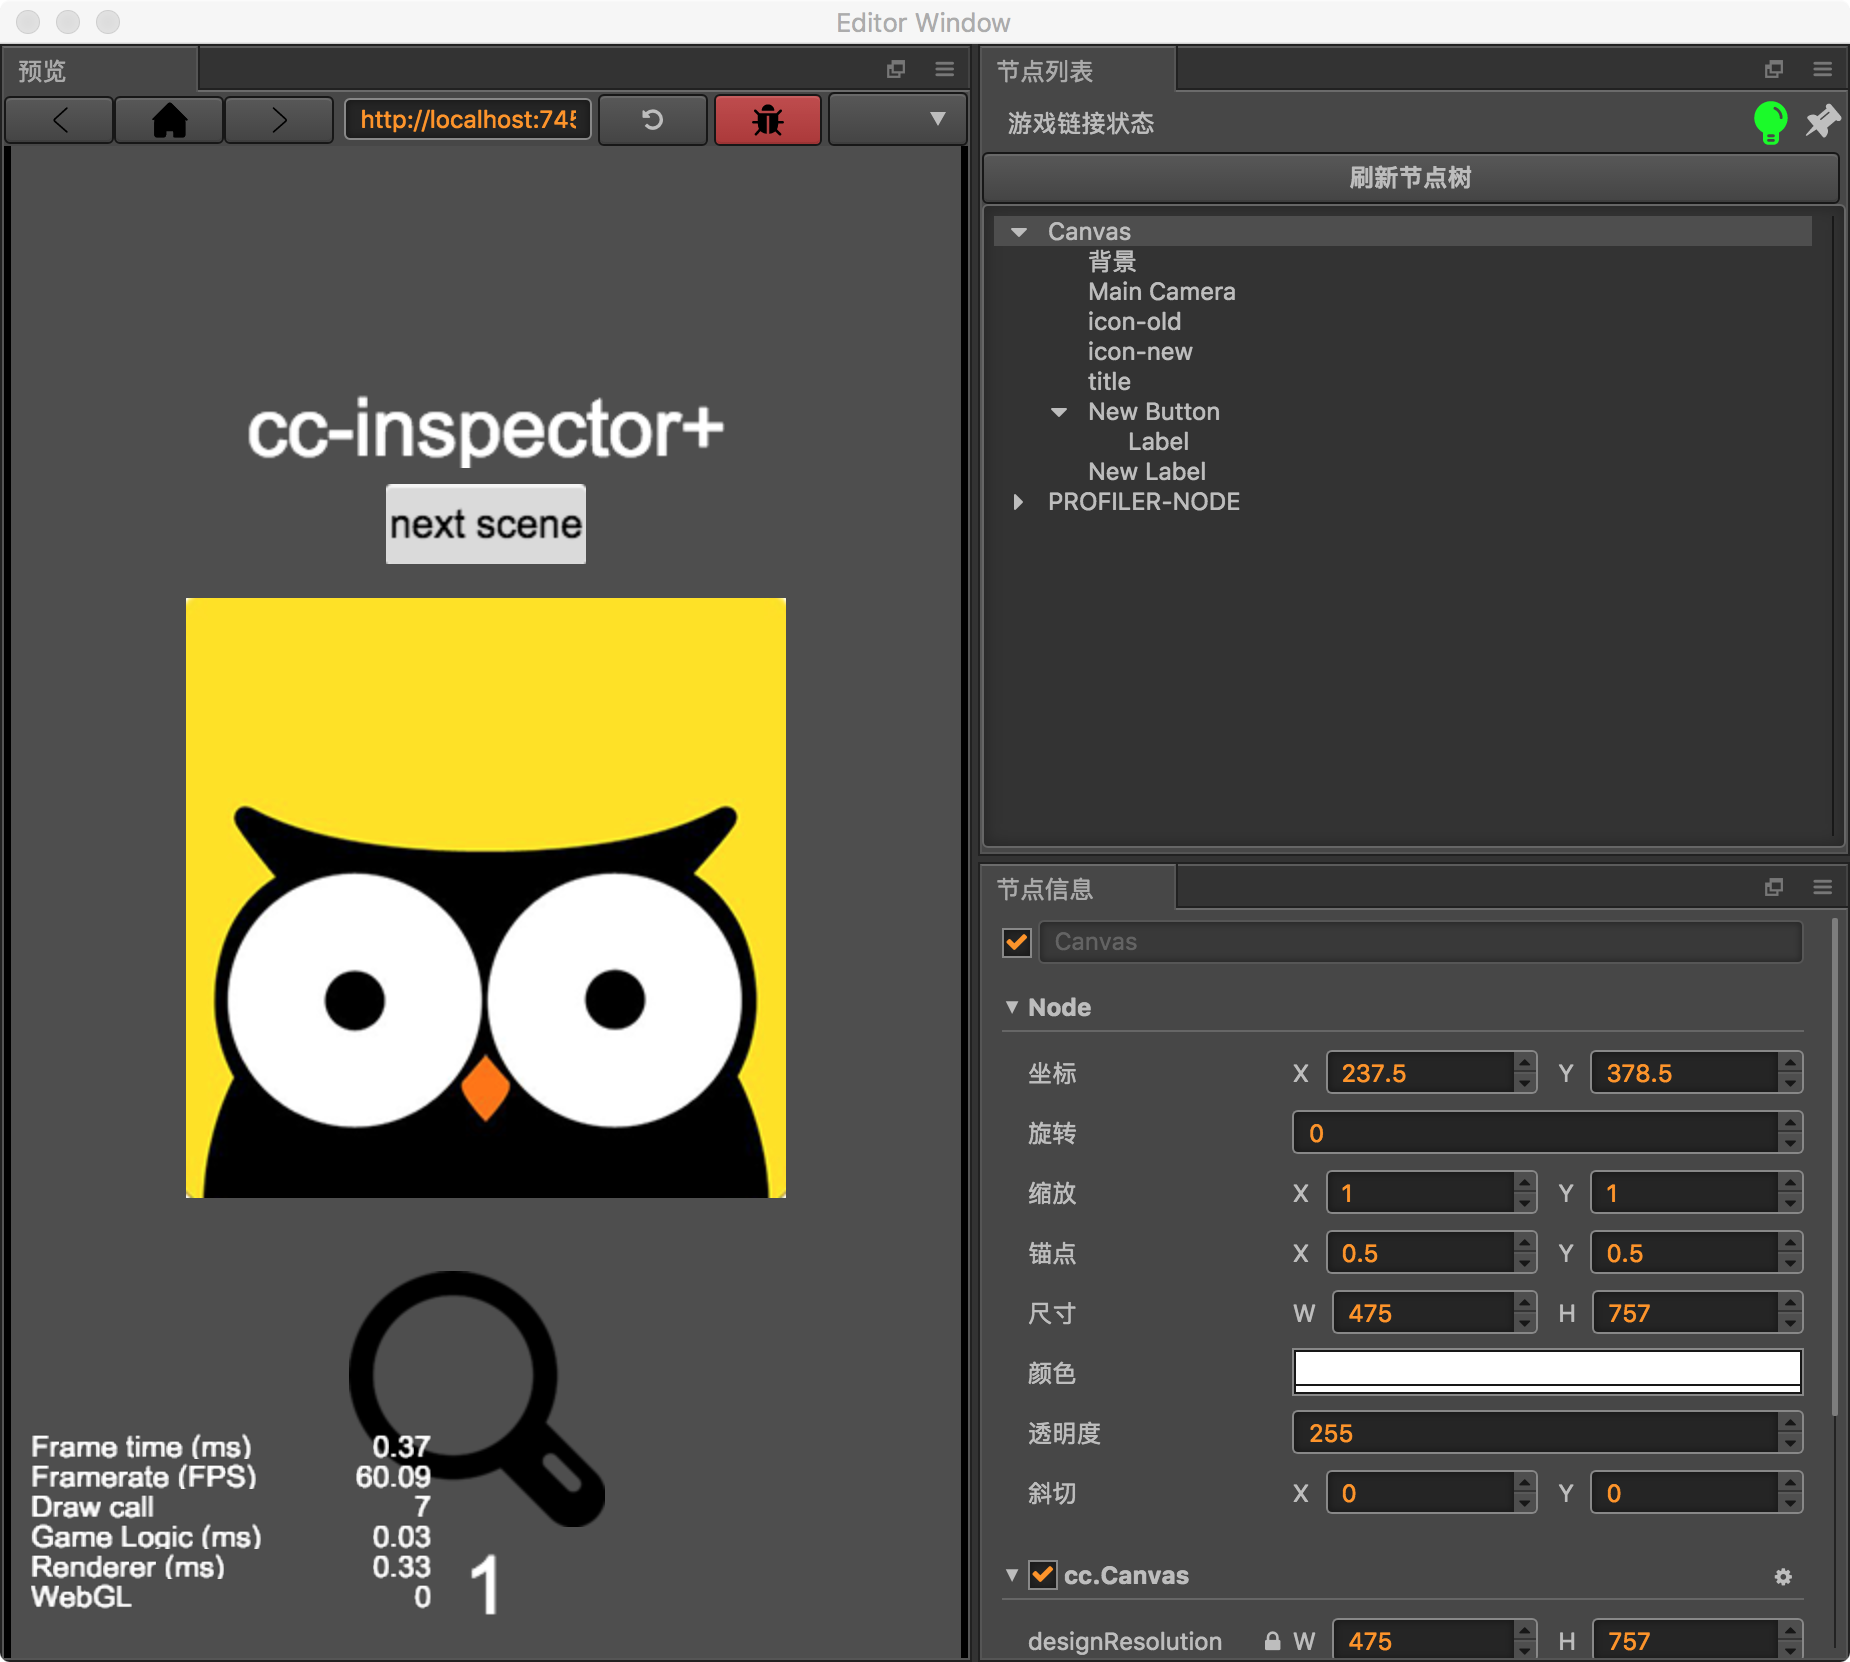 Editor Window
预览
http://localhost:745
cc-inspector+
next scene
Frame time (ms) 0.37
Framerate (FPS) 60.09
Draw call 7
Game Logic (ms) 0.03
Renderer (ms) 0.33
WebGL 0
1
节点列表
游戏链接状态
刷新节点树
Canvas
背景
Main Camera
icon-old
icon-new
title
New Button
Label
New Label
PROFILER-NODE
节点信息
Canvas
Node
坐标 X 237.5 Y 378.5
旋转 0
缩放 X 1 Y 1
锚点 X 0.5 Y 0.5
尺寸 W 475 H 757
颜色
透明度 255
斜切 X 0 Y 0
cc.Canvas
designResolution W 475 H 757